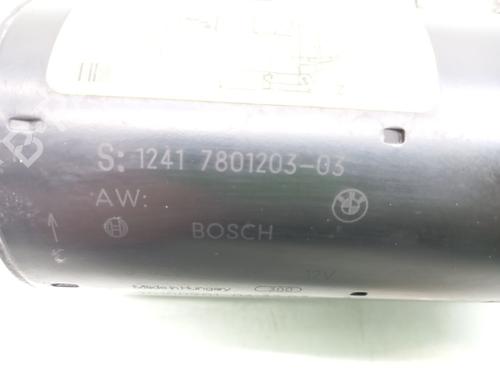 S: 1241 7801203-03
AW:
BOSCH
12V
Made in Hungary